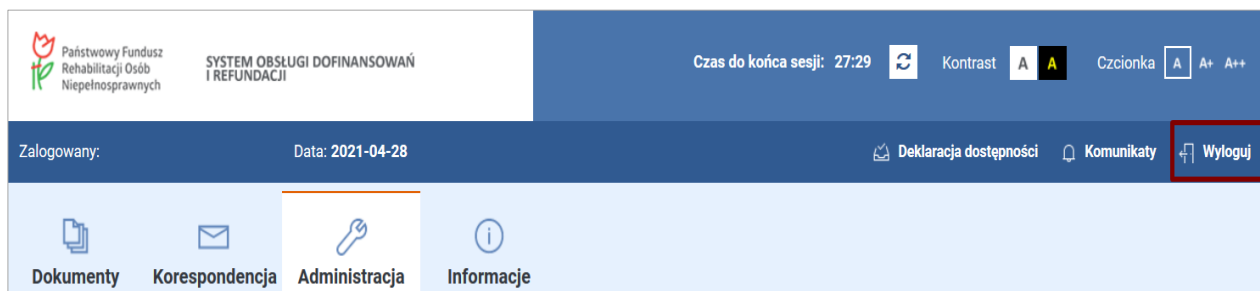 Państwowy Fundusz
Rehabilitacji Osób
Niepełnosprawnych
SYSTEM OBSŁUGI DOFINANSOWAŃ
I REFUNDACJI
Czas do końca sesji: 27:29 Kontrast A A Czcionka A A+ A++
Zalogowany: Data: 2021-04-28 Deklaracja dostępności Komunikaty Wyloguj
Dokumenty Korespondencja Administracja Informacje